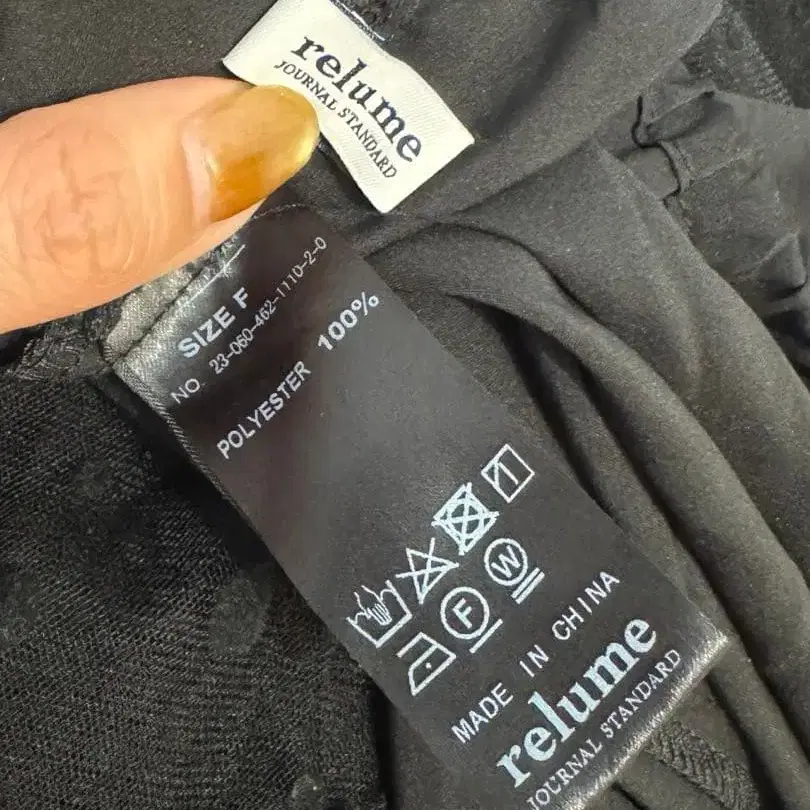 relume
JOURNAL STANDARD
SIZE F
NO. 23-060-462-1110-2-0
POLYESTER 100%
F
W
MADE IN CHINA
relume
JOURNAL STANDARD